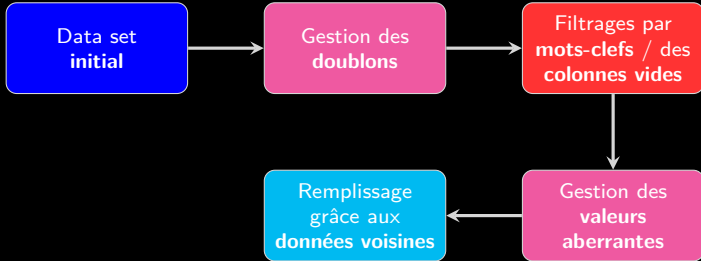 Data set
initial
Gestion des
doublons
Filtrages par
mots-clefs / des
colonnes vides
Gestion des
valeurs
aberrantes
Remplissage
grâce aux
données voisines